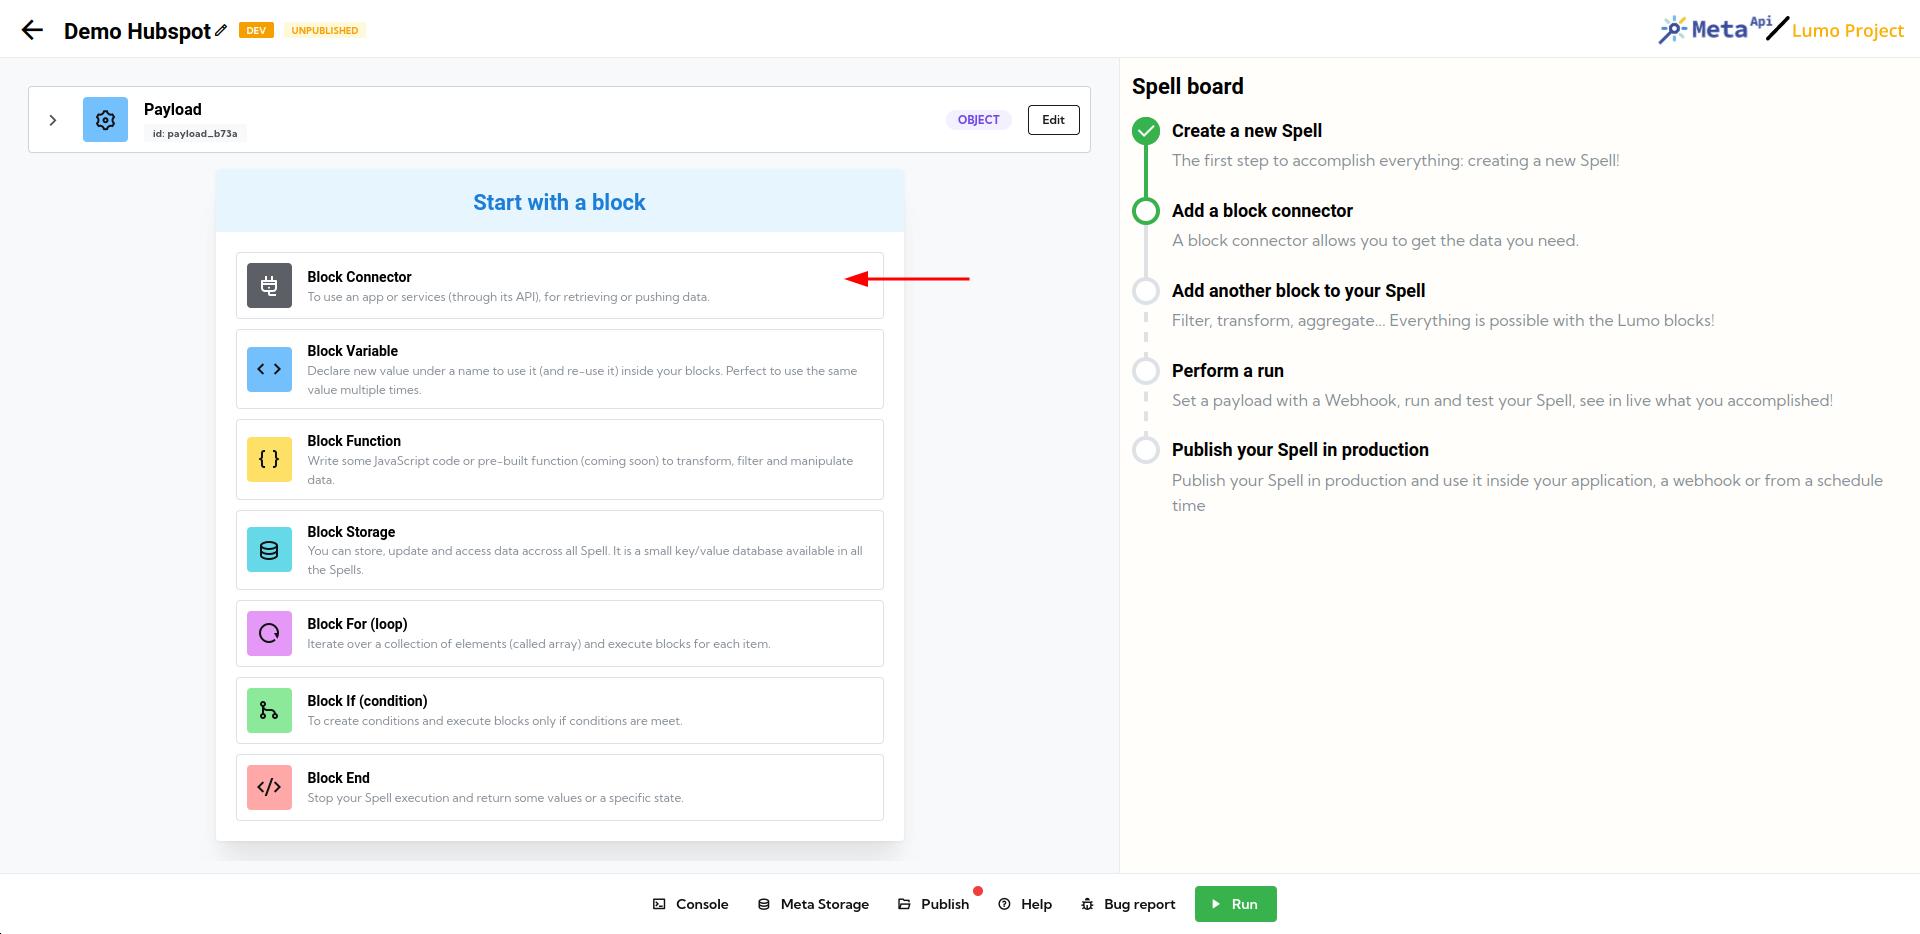 Demo Hubspot DEV UNPUBLISHED
MetaApi Lumo Project
Payload
id: payload_b73a
OBJECT
Edit
Start with a block
Block Connector
To use an app or services (through its API), for retrieving or pushing data.
Block Variable
Declare new value under a name to use it (and re-use it) inside your blocks. Perfect to use the same
value multiple times.
Block Function
Write some JavaScript code or pre-built function (coming soon) to transform, filter and manipulate
data.
Block Storage
You can store, update and access data accross all Spell. It is a small key/value database available in all
the Spells.
Block For (loop)
Iterate over a collection of elements (called array) and execute blocks for each item.
Block If (condition)
To create conditions and execute blocks only if conditions are meet.
Block End
Stop your Spell execution and return some values or a specific state.
Spell board
Create a new Spell
The first step to accomplish everything: creating a new Spell!
Add a block connector
A block connector allows you to get the data you need.
Add another block to your Spell
Filter, transform, aggregate... Everything is possible with the Lumo blocks!
Perform a run
Set a payload with a Webhook, run and test your Spell, see in live what you accomplished!
Publish your Spell in production
Publish your Spell in production and use it inside your application, a webhook or from a schedule
time
Console Meta Storage Publish Help Bug report Run